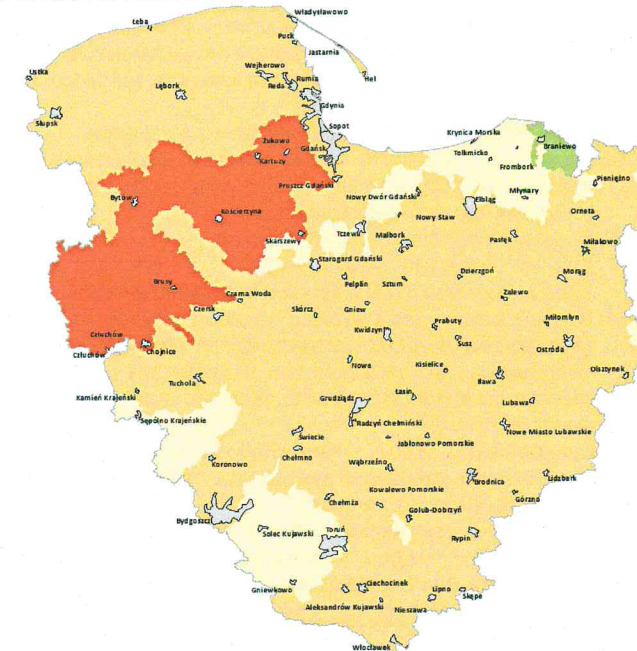 Władysławowo
Łeba
Puck
Jastarnia
Wejherowo
Rumia
Ustka
Reda
Hel
Lębork
Gdynia
Słupsk
Sopot
Krynica Morska
Żukowo
Braniewo
Gdańsk
Tolkmicko
Kartuzy
Frombork
Pieniężno
Pruszcz Gdański
Młynary
Bytów
Nowy Dwór Gdański
Elbląg
Orneta
Kościerzyna
Nowy Staw
Skarszewy
Tczew
Malbork
Pasłęk
Miłakowo
Starogard Gdański
Pelplin
Sztum
Dzierzgoń
Morąg
Brusy
Czarna Woda
Zalewo
Skórcz
Gniew
Czersk
Miłomłyn
Prabuty
Człuchów
Kwidzyn
Susz
Ostróda
Człuchów
Chojnice
Nowe
Kisielice
Iława
Olsztynek
Tuchola
Kamień Krajeński
Łasin
Lubawa
Grudziądz
Sępólno Krajeńskie
Radzyń Chełmiński
Nowe Miasto Lubawskie
Świecie
Jabłonowo Pomorskie
Chełmno
Koronowo
Wąbrzeźno
Brodnica
Lidzbark
Kowalewo Pomorskie
Górzno
Chełmża
Golub-Dobrzyń
Bydgoszcz
Solec Kujawski
Toruń
Rypin
Gniewkowo
Ciechocinek
Lipno
Skępe
Aleksandrów Kujawski
Nieszawa
Włocławek